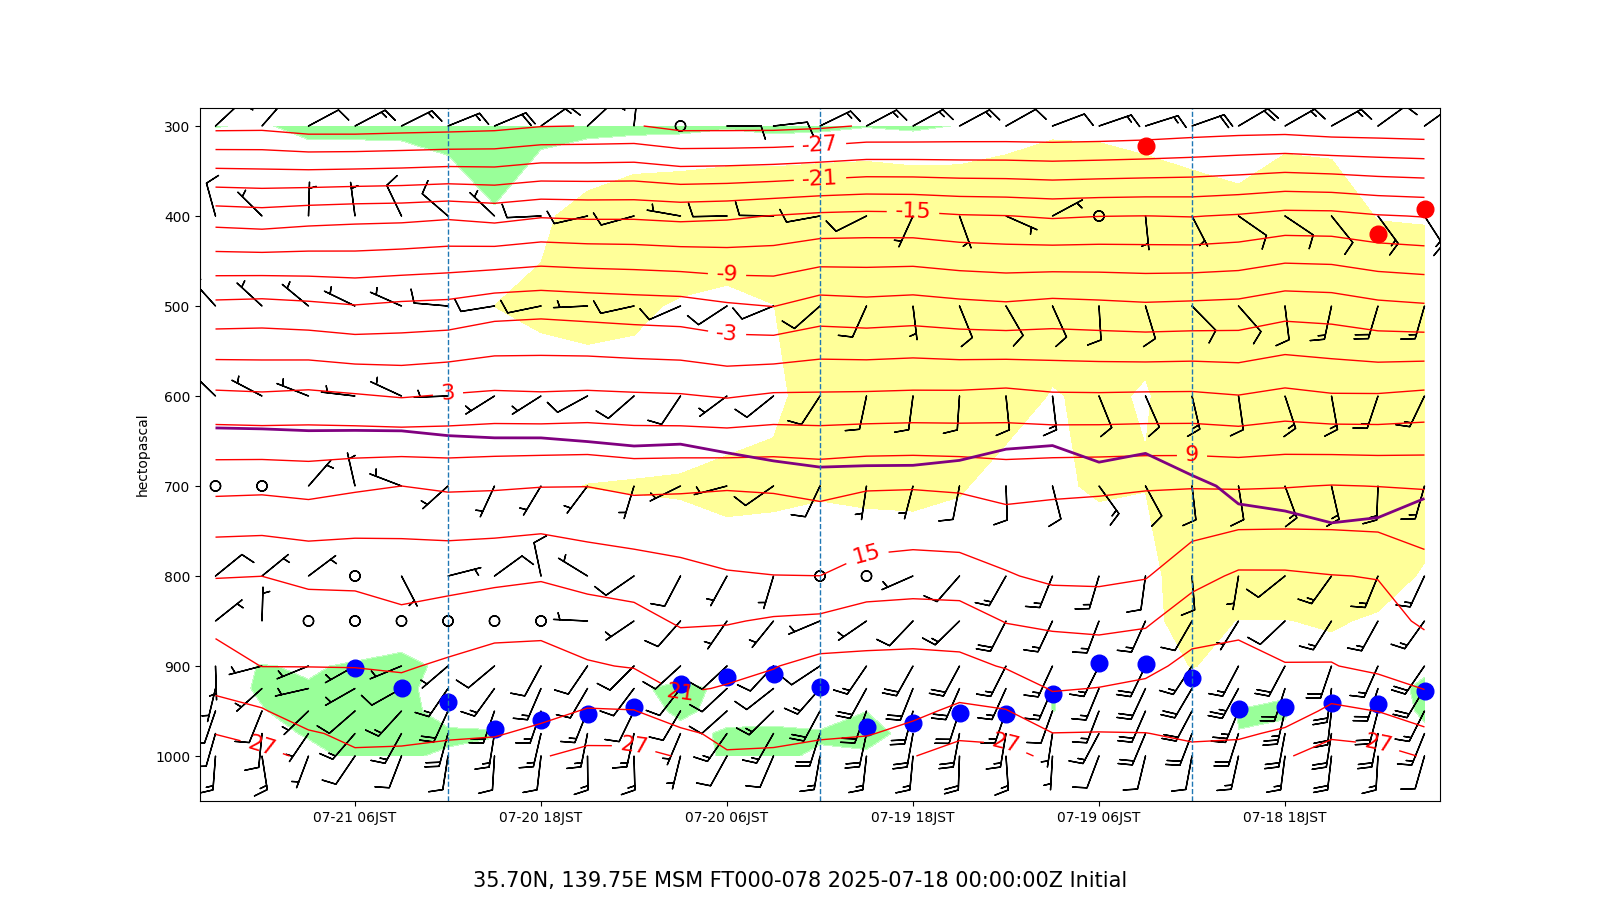 300
400
500
600
700
800
900
1000
hectopascal
-27
-21
-15
-9
-3
3
9
15
21
27
27
27
27
07-21 06JST
07-20 18JST
07-20 06JST
07-19 18JST
07-19 06JST
07-18 18JST
35.70N, 139.75E MSM FT000-078 2025-07-18 00:00:00Z Initial